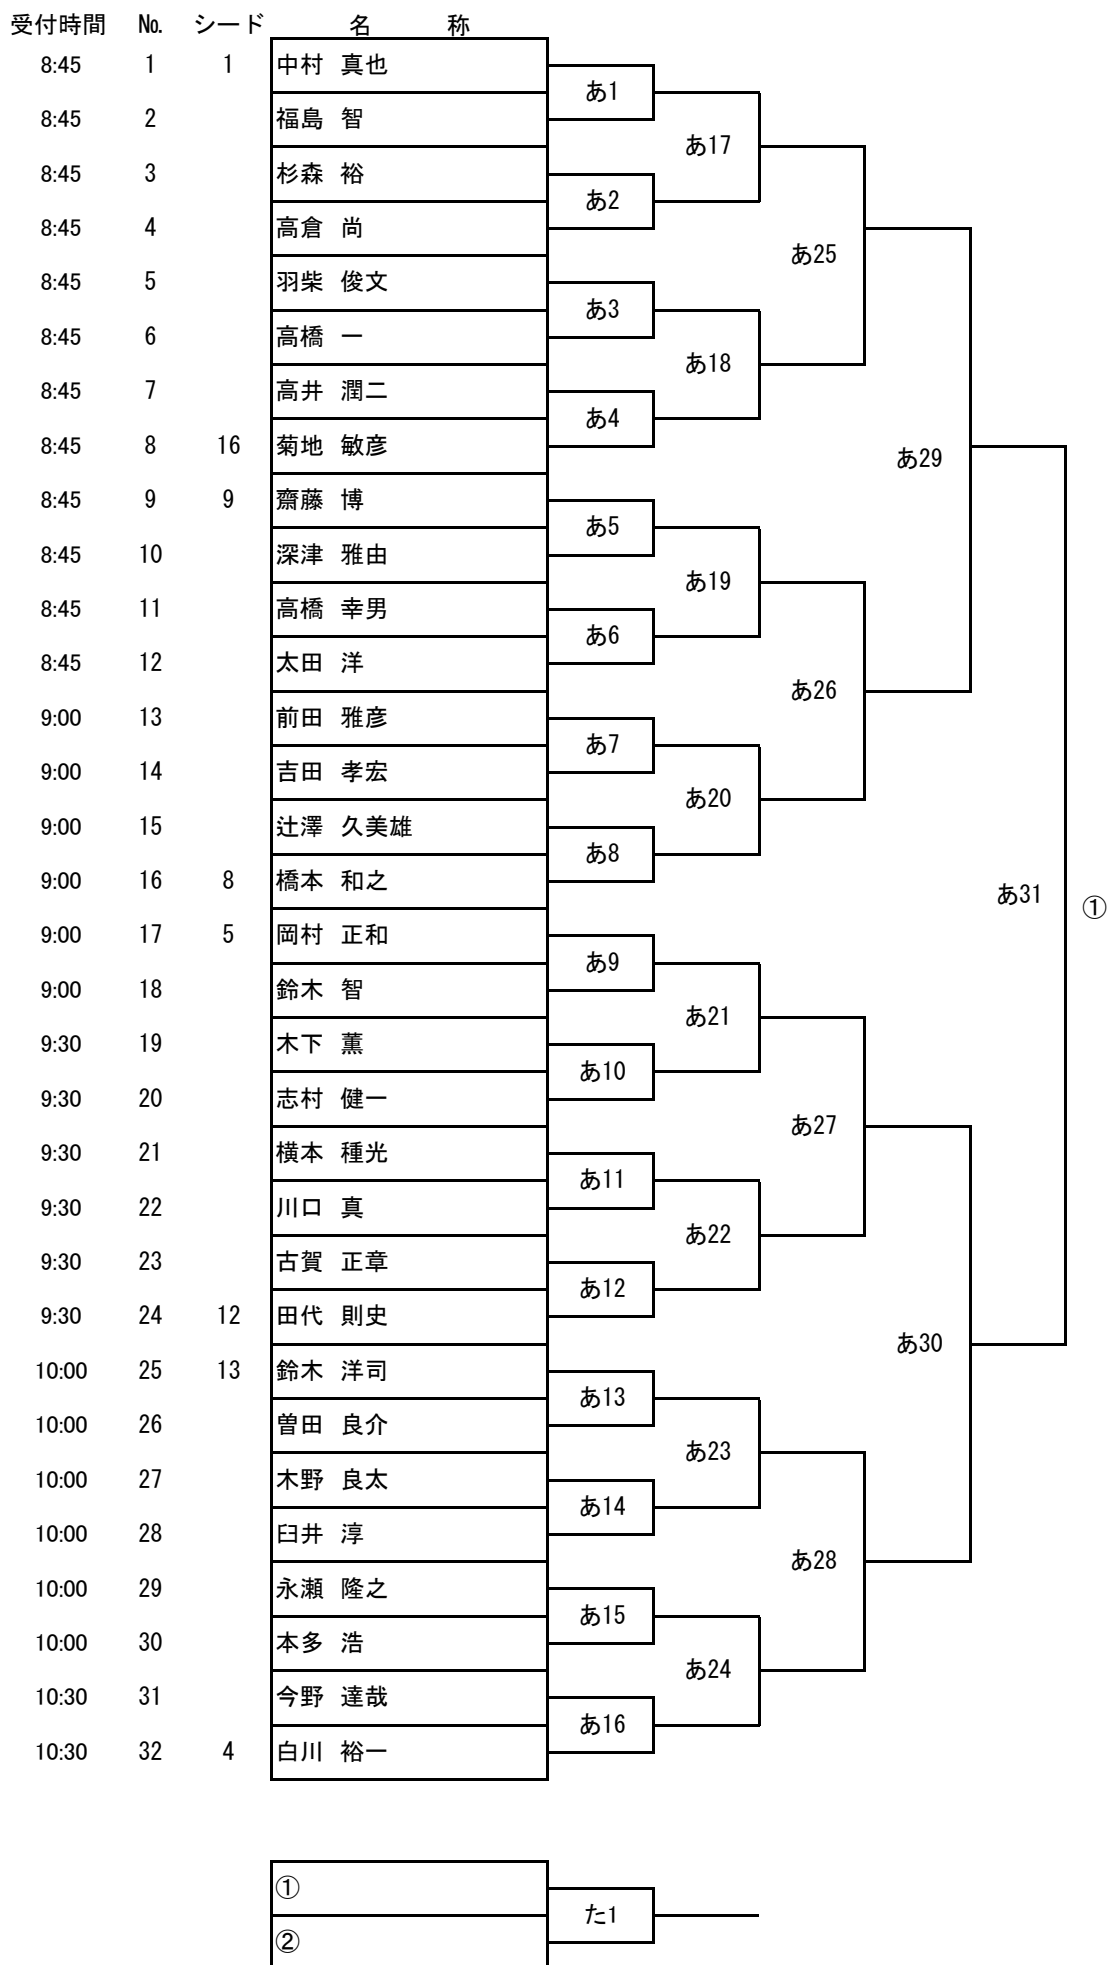 受付時間 № シード 名 称
8:45 1 1 中村 真也
あ1
8:45 2 福島 智
あ17
8:45 3 杉森 裕
あ2
8:45 4 高倉 尚
あ25
8:45 5 羽柴 俊文
あ3
8:45 6 高橋 一
あ18
8:45 7 高井 潤二
あ4
8:45 8 16 菊地 敏彦
あ29
8:45 9 9 齋藤 博
あ5
8:45 10 深津 雅由
あ19
8:45 11 高橋 幸男
あ6
8:45 12 太田 洋
あ26
9:00 13 前田 雅彦
あ7
9:00 14 吉田 孝宏
あ20
9:00 15 辻澤 久美雄
あ8
9:00 16 8 橋本 和之
あ31
①
9:00 17 5 岡村 正和
あ9
9:00 18 鈴木 智
あ21
9:30 19 木下 薫
あ10
9:30 20 志村 健一
あ27
9:30 21 横本 種光
あ11
9:30 22 川口 真
あ22
9:30 23 古賀 正章
あ12
9:30 24 12 田代 則史
あ30
10:00 25 13 鈴木 洋司
あ13
10:00 26 曽田 良介
あ23
10:00 27 木野 良太
あ14
10:00 28 臼井 淳
あ28
10:00 29 永瀬 隆之
あ15
10:00 30 本多 浩
あ24
10:30 31 今野 達哉
あ16
10:30 32 4 白川 裕一
①
た1
②